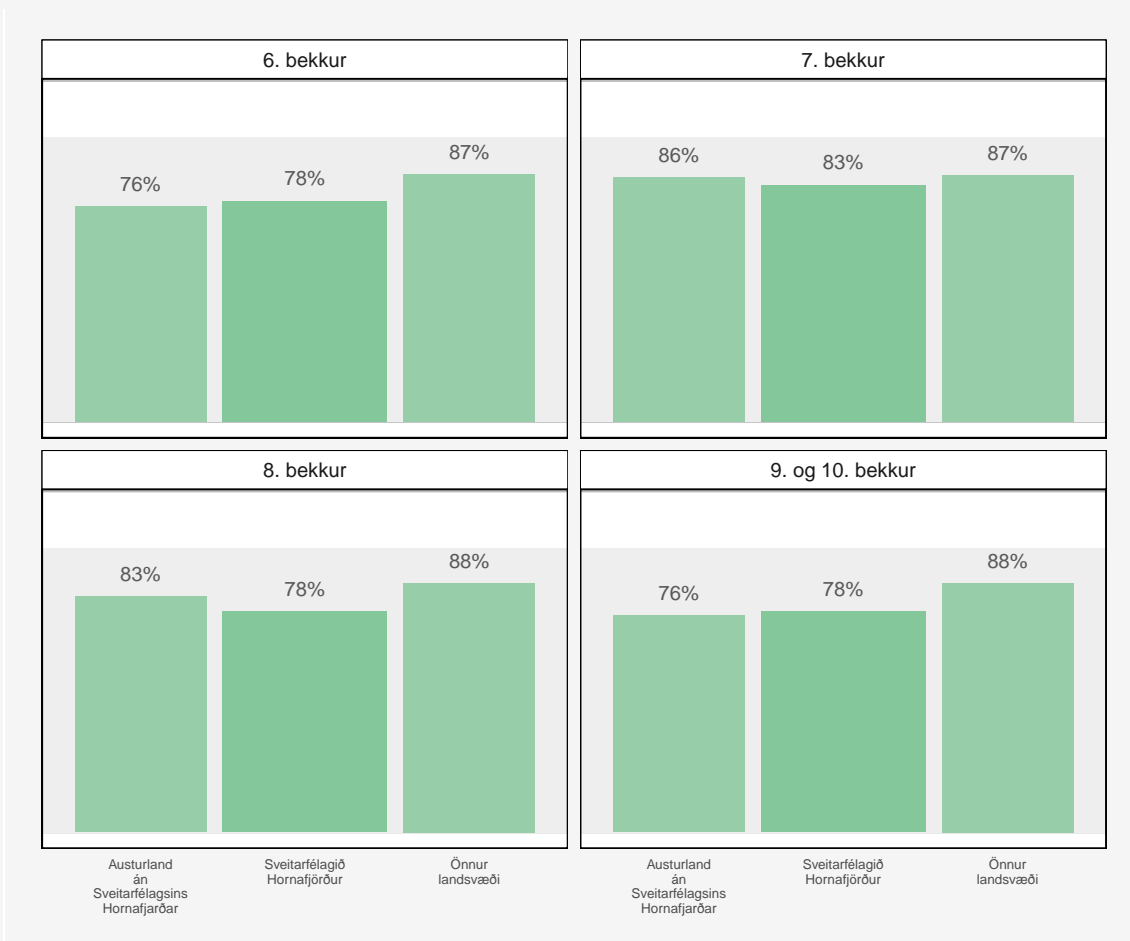 6. bekkur
76%
78%
87%
7. bekkur
86%
83%
87%
8. bekkur
83%
78%
88%
9. og 10. bekkur
76%
78%
88%
Austurland
án
Sveitarfélagsins
Hornafjarðar
Sveitarfélagið
Hornafjörður
Önnur
landsvæði
Austurland
án
Sveitarfélagsins
Hornafjarðar
Sveitarfélagið
Hornafjörður
Önnur
landsvæði